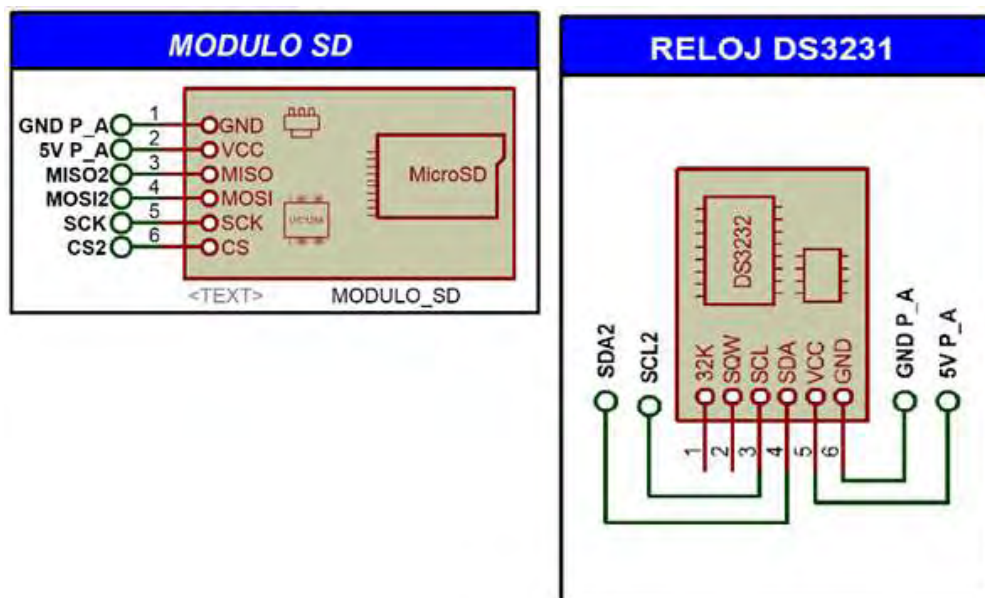 MODULO SD
GND P_A 1 GND
5V P_A 2 VCC
MISO2 3 MISO
MOSI2 4 MOSI
SCK 5 SCK
CS2 6 CS
MicroSD
<TEXT>
MODULO_SD
RELOJ DS3231
DS3232
SDA2
SCL2
32K
SQW
SCL
SDA
VCC
GND
GND P_A
5V P_A
1
2
3
4
5
6